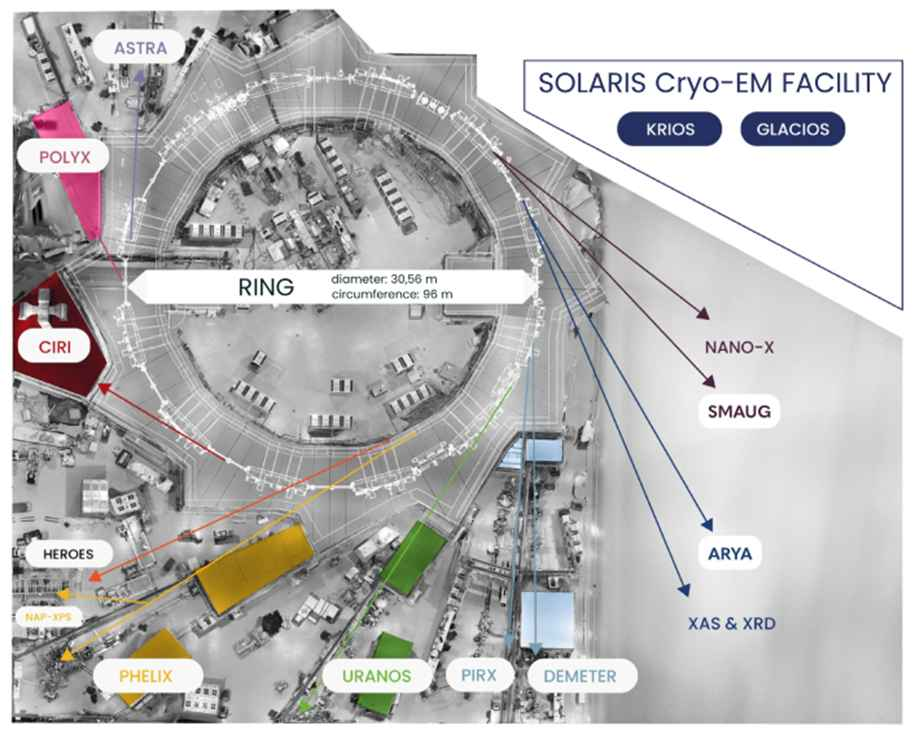 ASTRA
SOLARIS Cryo-EM FACILITY
KRIOS
GLACIOS
POLYX
RING
diameter: 30,56 m
circumference: 96 m
CIRI
NANO-X
SMAUG
HEROES
ARYA
NAP-XPS
XAS & XRD
PHELIX
URANOS
PIRX
DEMETER